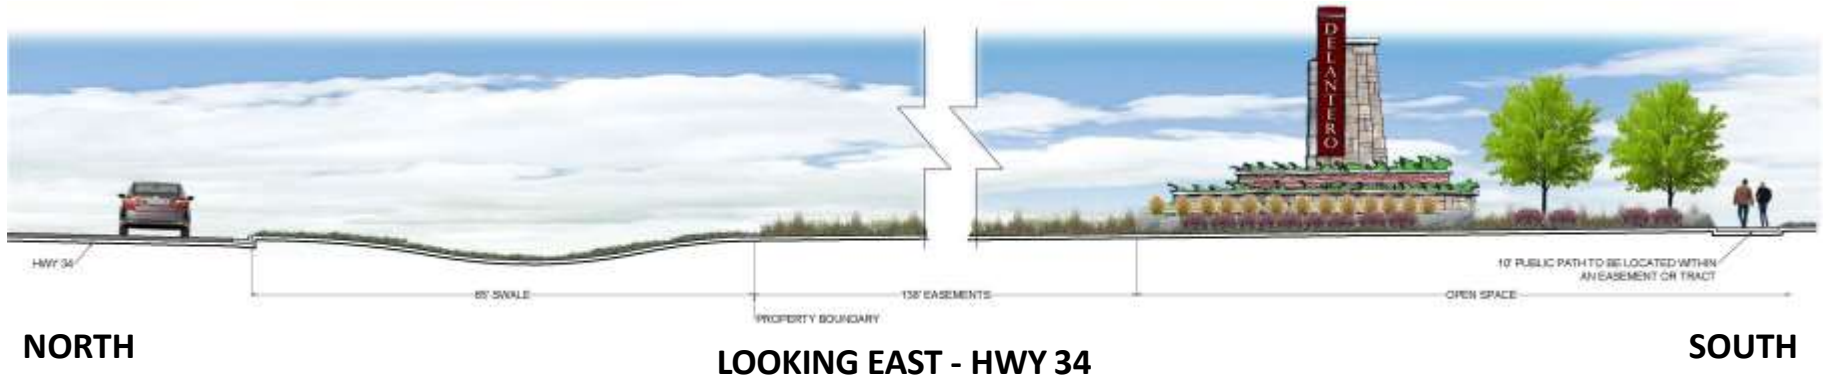 DELANTERO
HWY 34
10' PUBLIC PATH TO BE LOCATED WITHIN
AN EASEMENT OR TRACT
65' SWALE
138' EASEMENTS
OPEN SPACE
PROPERTY BOUNDARY
NORTH
SOUTH
LOOKING EAST - HWY 34